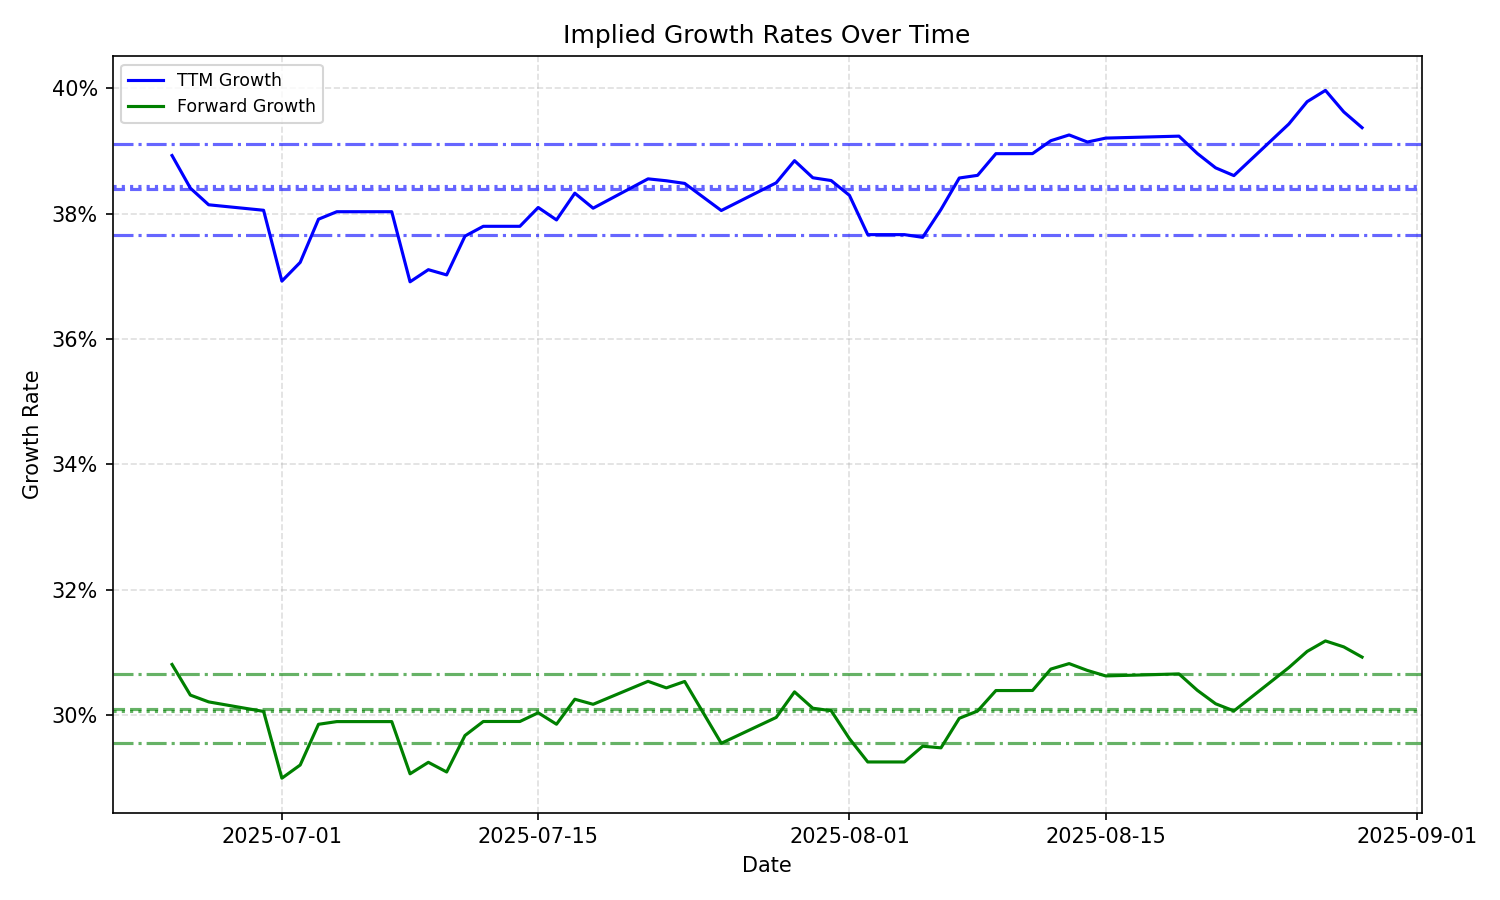 Implied Growth Rates Over Time
TTM Growth
Forward Growth
40%
38%
36%
34%
32%
30%
Growth Rate
2025-07-01
2025-07-15
2025-08-01
2025-08-15
2025-09-01
Date